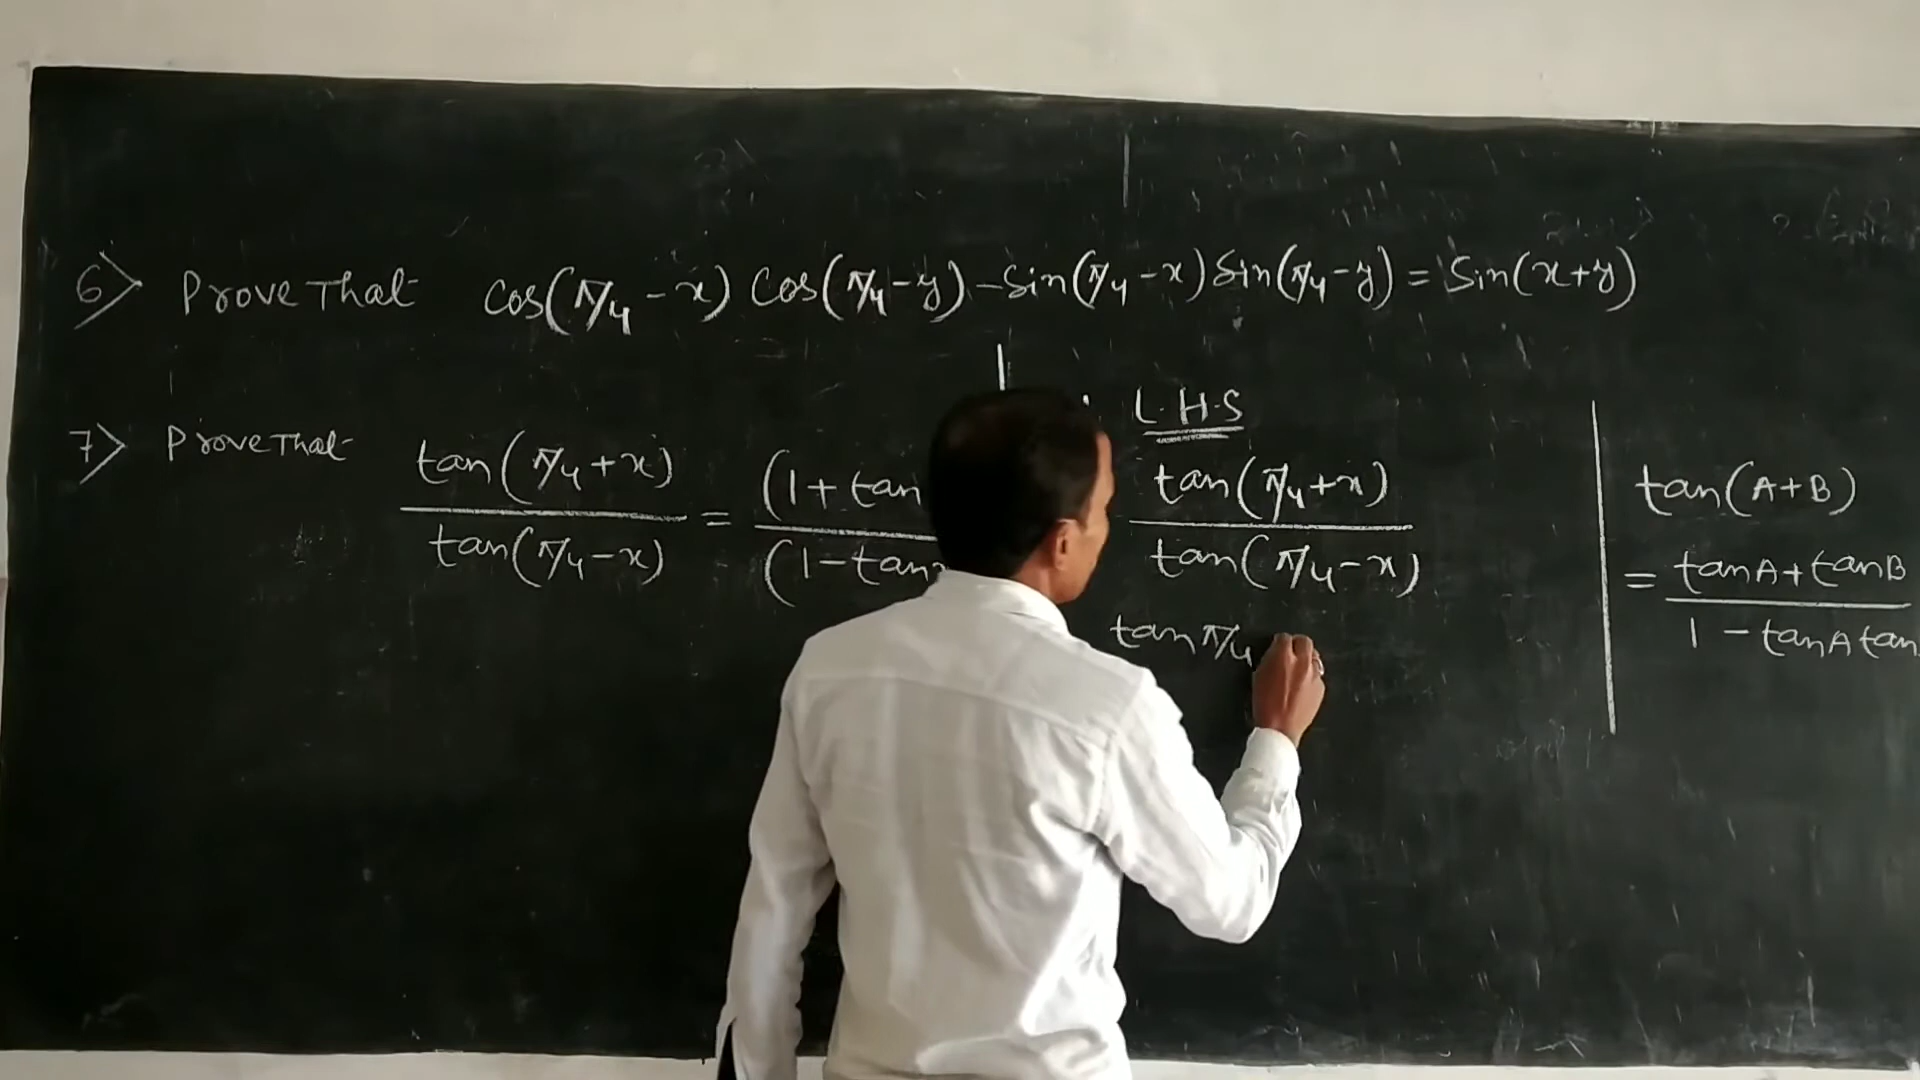 6> Prove That cos(π/4 - x) cos(π/4 - y) - sin(π/4 - x) sin(π/4 - y) = sin(x+y)
7> Prove That tan(π/4 + x) / tan(π/4 - x) = (1 + tan / (1 - tan
L.H.S
tan(π/4 + x)
tan(π/4 - x)
tan π/4
tan(A+B)
= tanA + tanB
1 - tanA tan